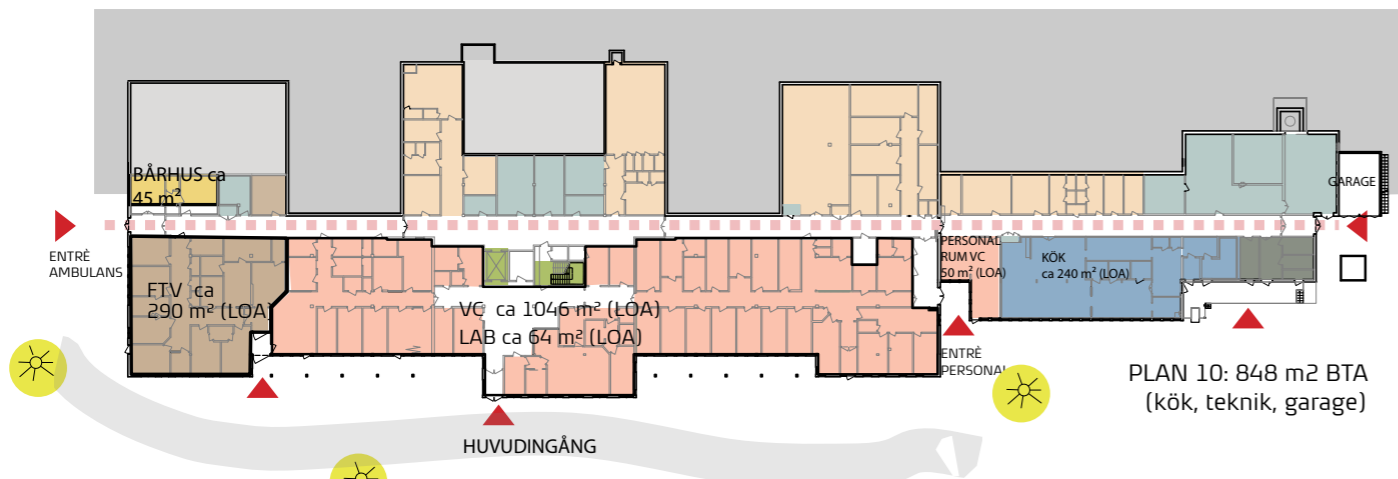 BÅRHUS ca
45 m²
GARAGE
ENTRÈ
AMBULANS
PERSONAL
RUM VC
50 m² (LOA)
KÖK
ca 240 m² (LOA)
FTV ca
290 m² (LOA)
VC ca 1046 m² (LOA)
LAB ca 64 m² (LOA)
ENTRÈ
PERSONAL
PLAN 10: 848 m2 BTA
(kök, teknik, garage)
HUVUDINGÅNG